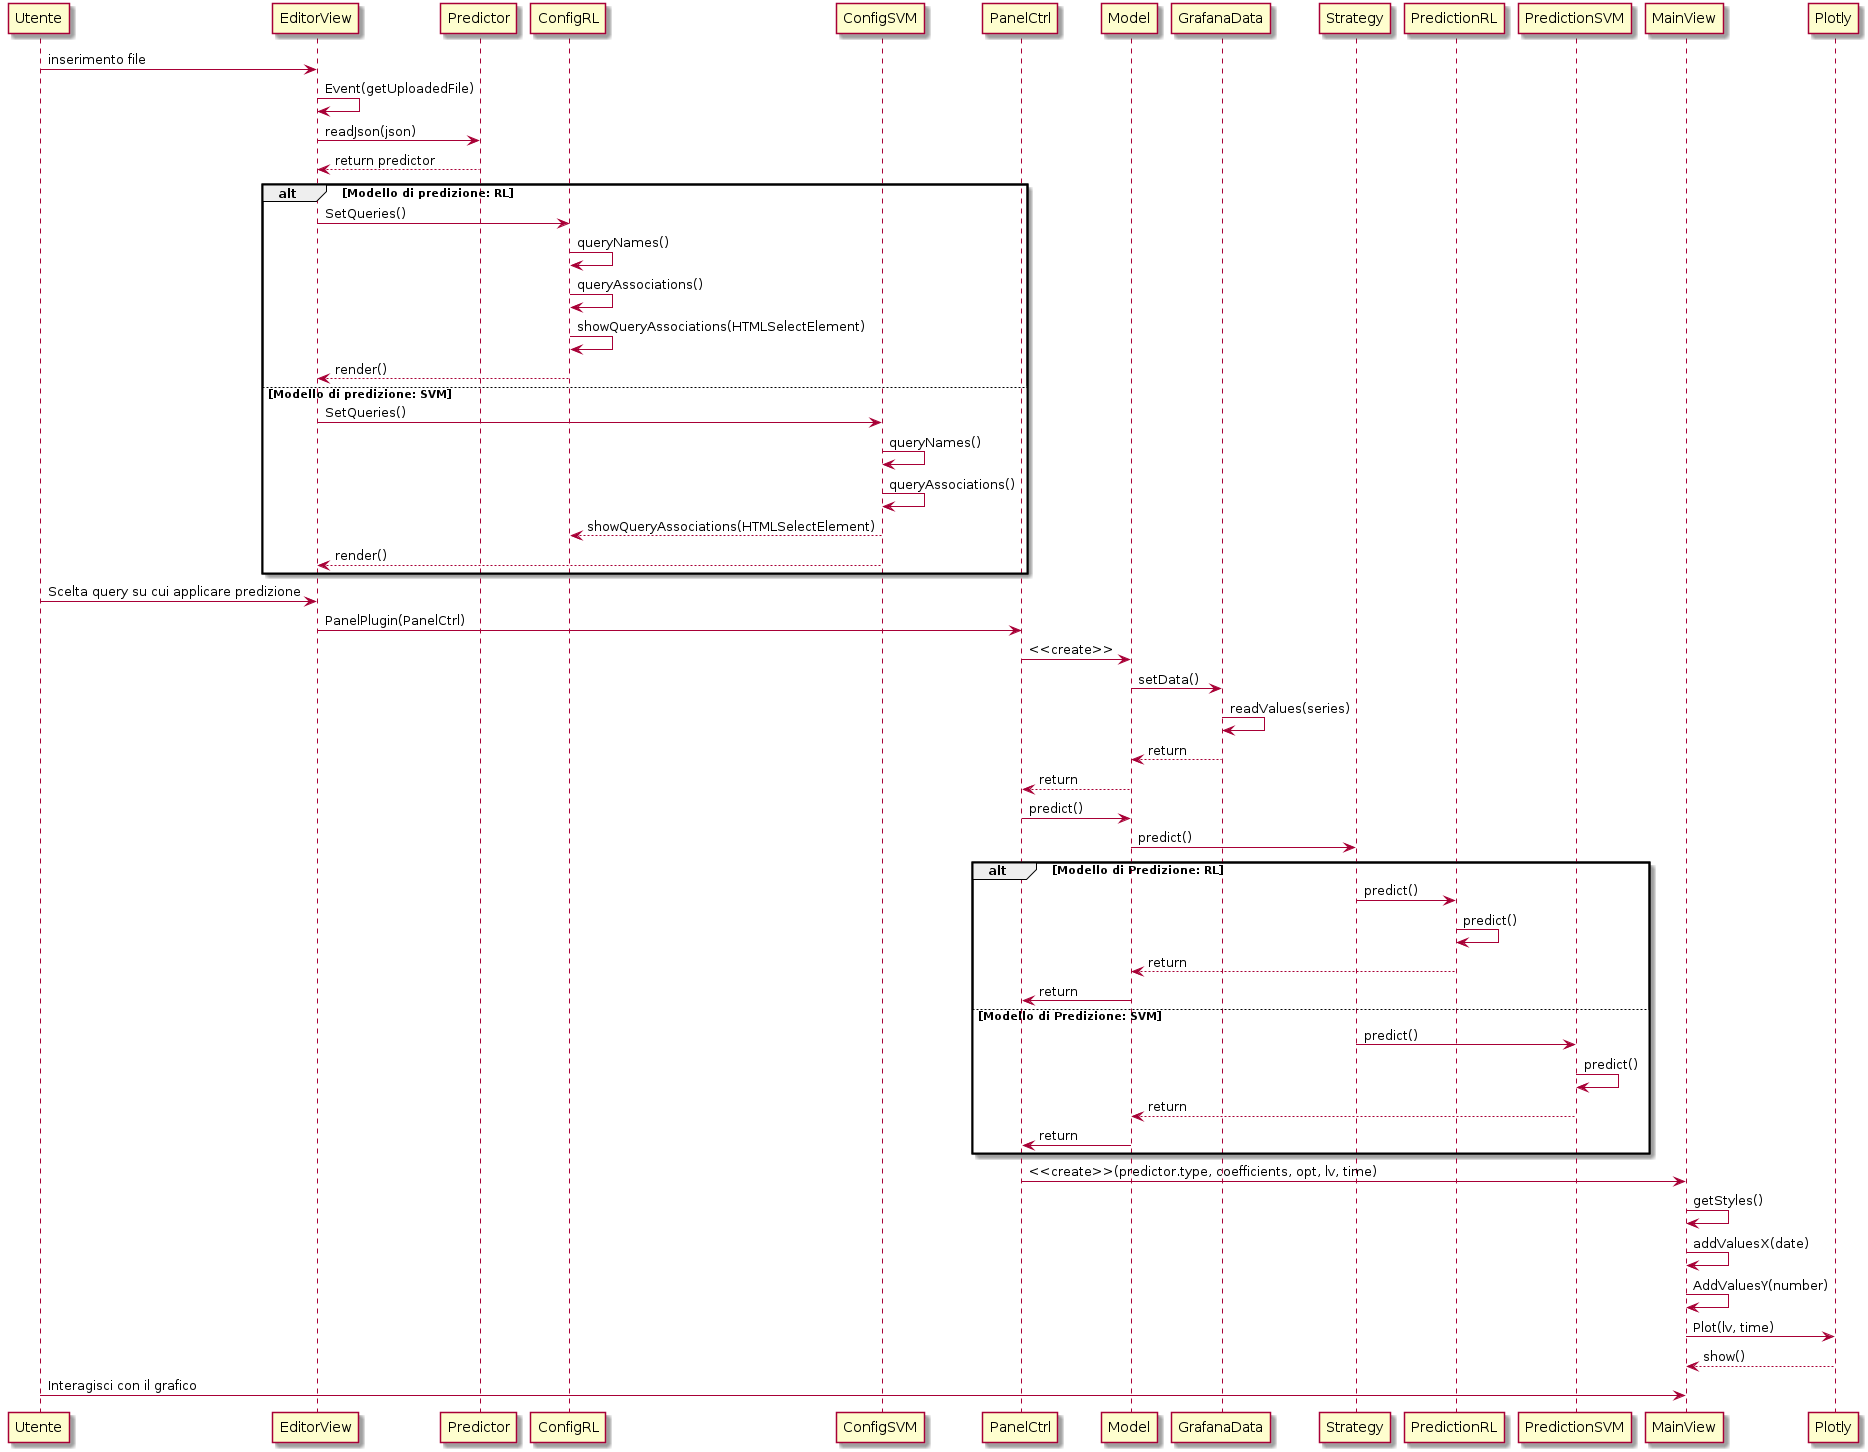 Utente
EditorView
Predictor
ConfigRL
ConfigSVM
PanelCtrl
Model
GrafanaData
Strategy
PredictionRL
PredictionSVM
MainView
Plotly
inserimento file
Event(getUploadedFile)
readJson(json)
return predictor
alt [Modello di predizione: RL]
SetQueries()
queryNames()
queryAssociations()
showQueryAssociations(HTMLSelectElement)
render()
[Modello di predizione: SVM]
SetQueries()
queryNames()
queryAssociations()
showQueryAssociations(HTMLSelectElement)
render()
Scelta query su cui applicare predizione
PanelPlugin(PanelCtrl)
<<create>>
setData()
readValues(series)
return
return
predict()
predict()
alt [Modello di Predizione: RL]
predict()
predict()
return
return
[Modello di Predizione: SVM]
predict()
predict()
return
return
<<create>>(predictor.type, coefficients, opt, lv, time)
getStyles()
addValuesX(date)
AddValuesY(number)
Plot(lv, time)
show()
Interagisci con il grafico
Utente
EditorView
Predictor
ConfigRL
ConfigSVM
PanelCtrl
Model
GrafanaData
Strategy
PredictionRL
PredictionSVM
MainView
Plotly